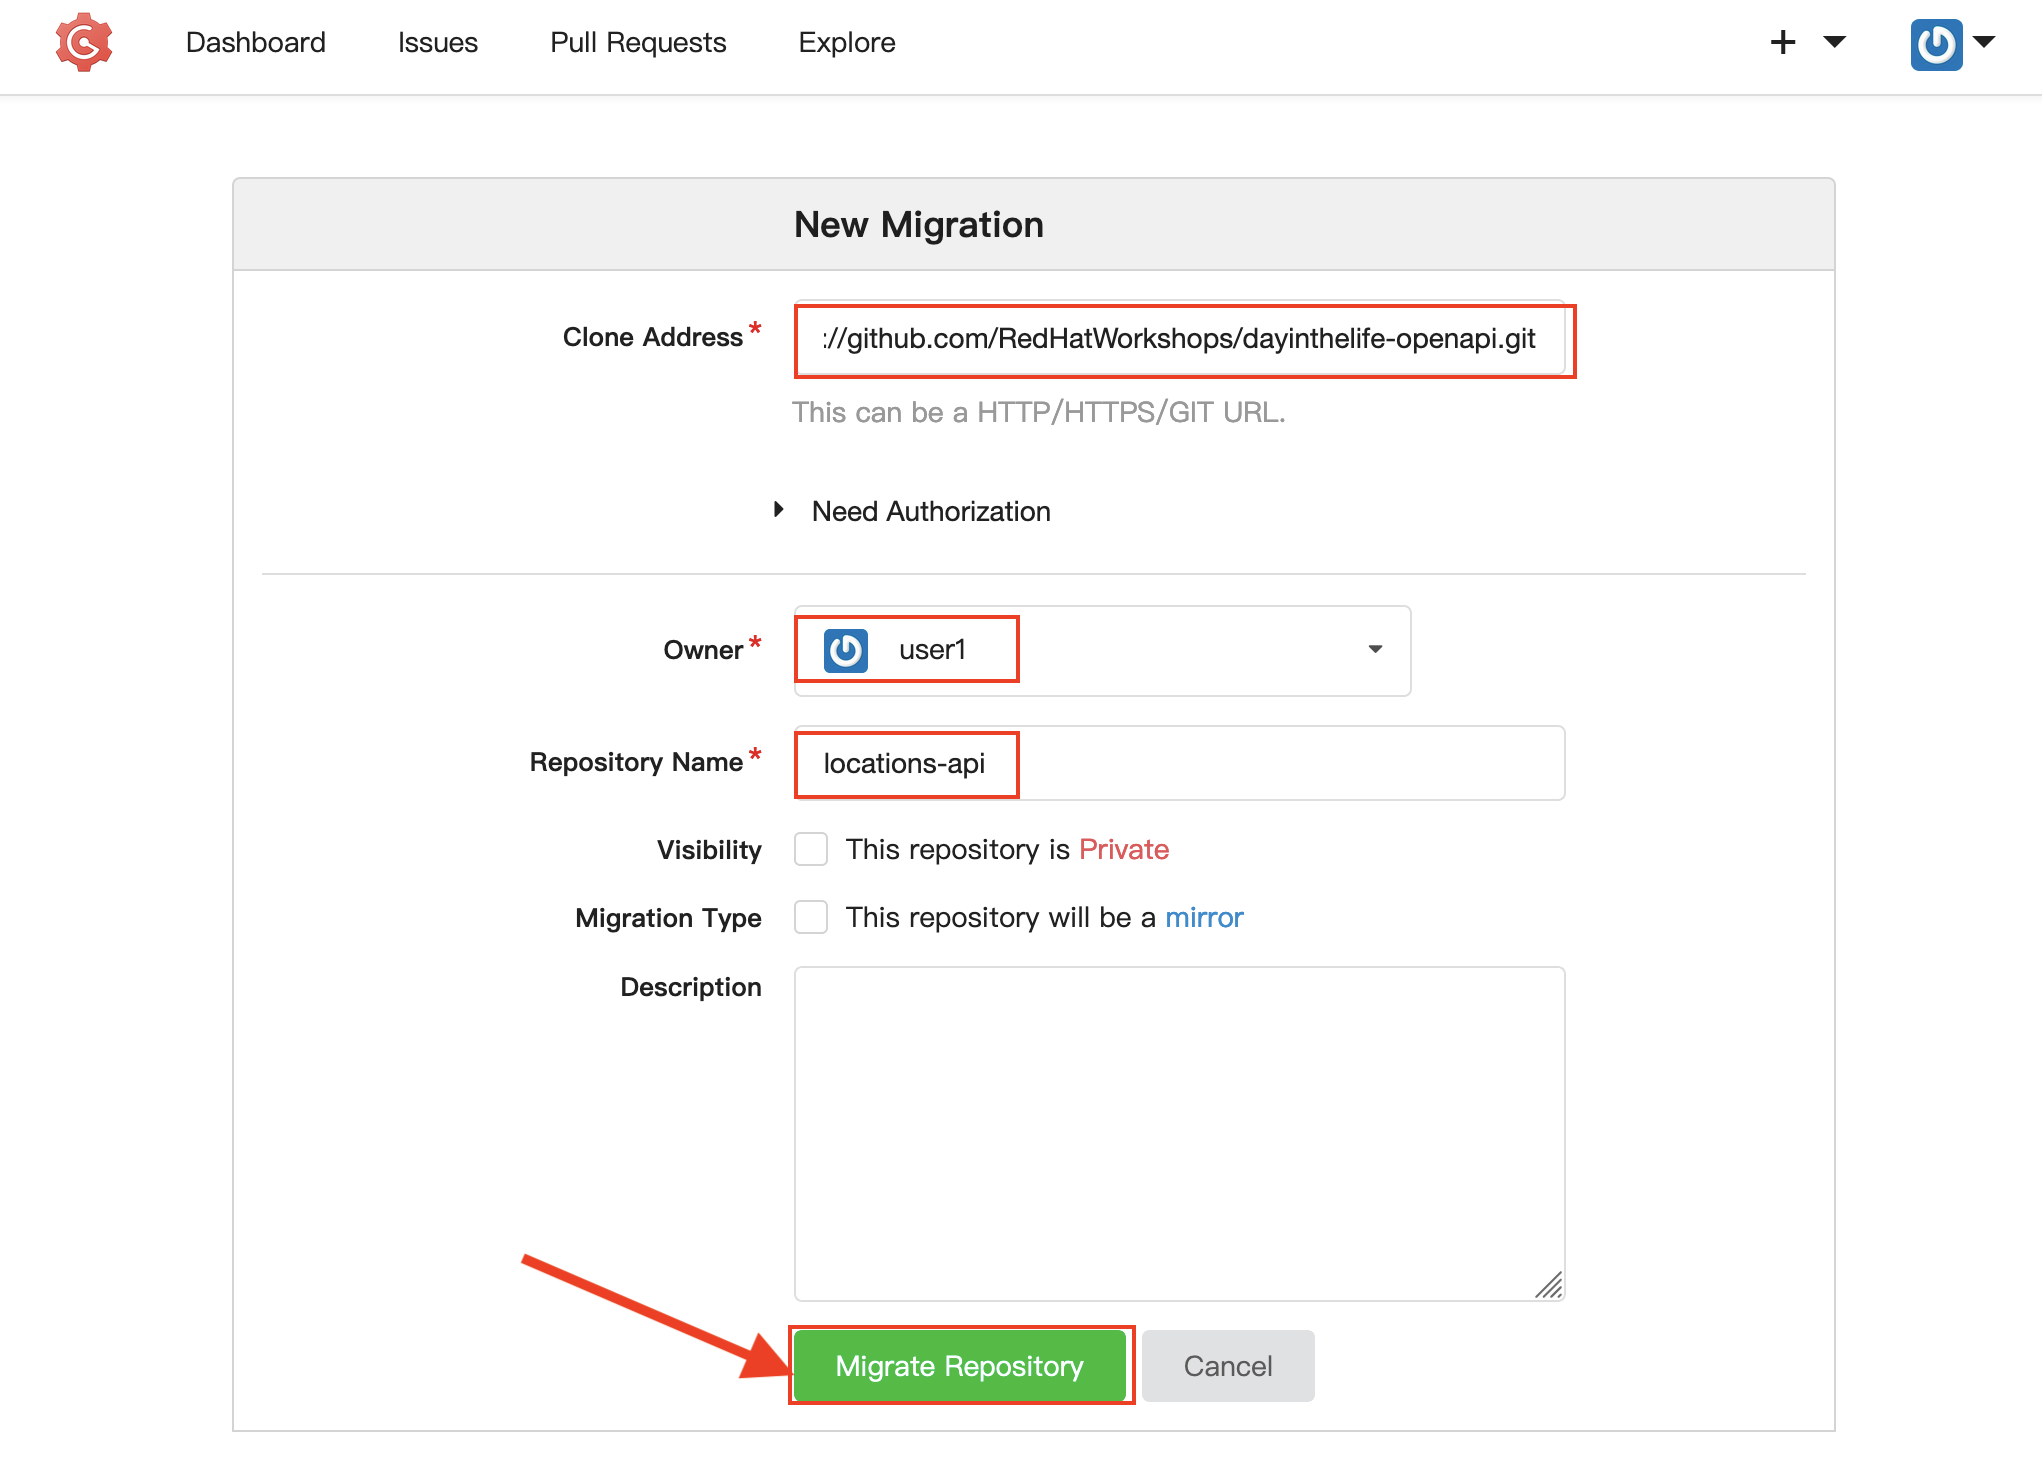 Dashboard Issues Pull Requests Explore
New Migration
Clone Address*
://github.com/RedHatWorkshops/dayinthelife-openapi.git
This can be a HTTP/HTTPS/GIT URL.
Need Authorization
Owner* user1
Repository Name* locations-api
Visibility This repository is Private
Migration Type This repository will be a mirror
Description
Migrate Repository Cancel